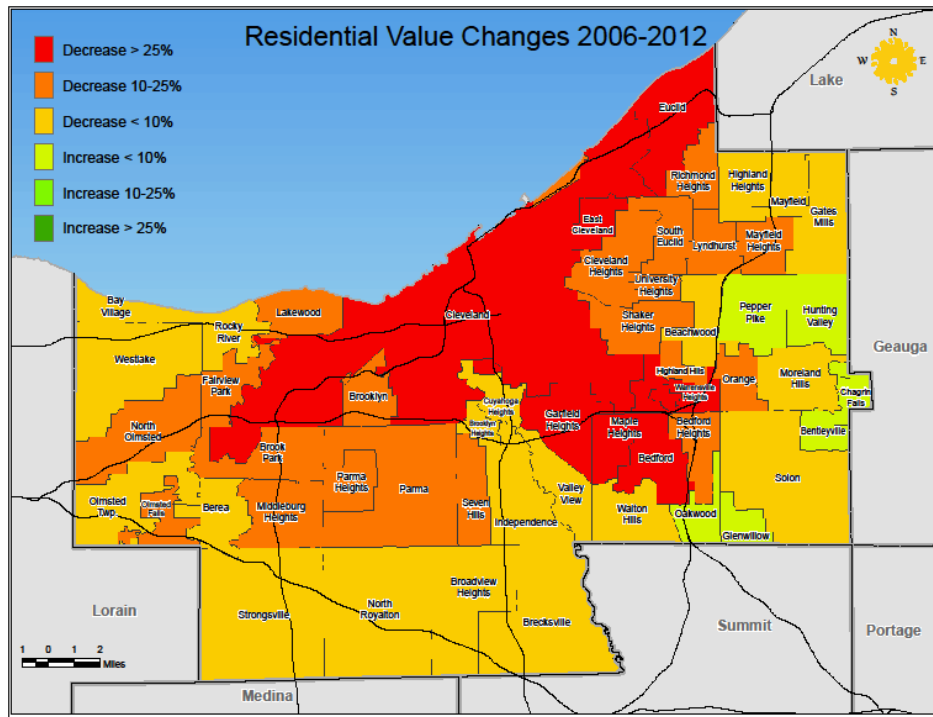 Residential Value Changes 2006-2012
Decrease > 25%
Decrease 10-25%
Decrease < 10%
Increase < 10%
Increase 10-25%
Increase > 25%
N
W
E
S
Lake
Euclid
Richmond
Heights
Highland
Heights
Mayfield
Gates
Mills
East
Cleveland
South
Euclid
Lyndhurst
Mayfield
Heights
Cleveland
Heights
University
Heights
Bay
Village
Lakewood
Cleveland
Shaker
Heights
Beachwood
Pepper
Pike
Hunting
Valley
Rocky
River
Westlake
Geauga
Fairview
Park
Brooklyn
Highland Hills
Warrensville
Heights
Orange
Moreland
Hills
Chagrin
Falls
Cuyahoga
Heights
Brooklyn
Heights
Garfield
Heights
Maple
Heights
Bedford
Heights
Bentleyville
North
Olmsted
Brook
Park
Bedford
Parma
Heights
Parma
Solon
Olmsted
Twp.
Olmsted
Falls
Berea
Middleburg
Heights
Seven
Hills
Independence
Valley
View
Walton
Hills
Oakwood
Glenwillow
Strongsville
North
Royalton
Broadview
Heights
Brecksville
Lorain
Summit
Portage
Medina
1 0 1 2
Miles